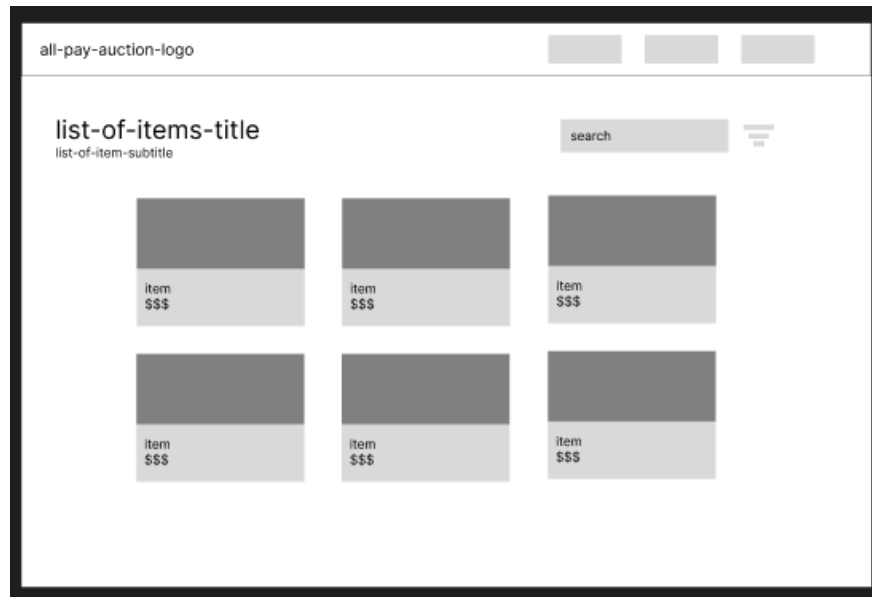 all-pay-auction-logo
list-of-items-title
list-of-item-subtitle
search
item
$$$
item
$$$
item
$$$
item
$$$
item
$$$
item
$$$